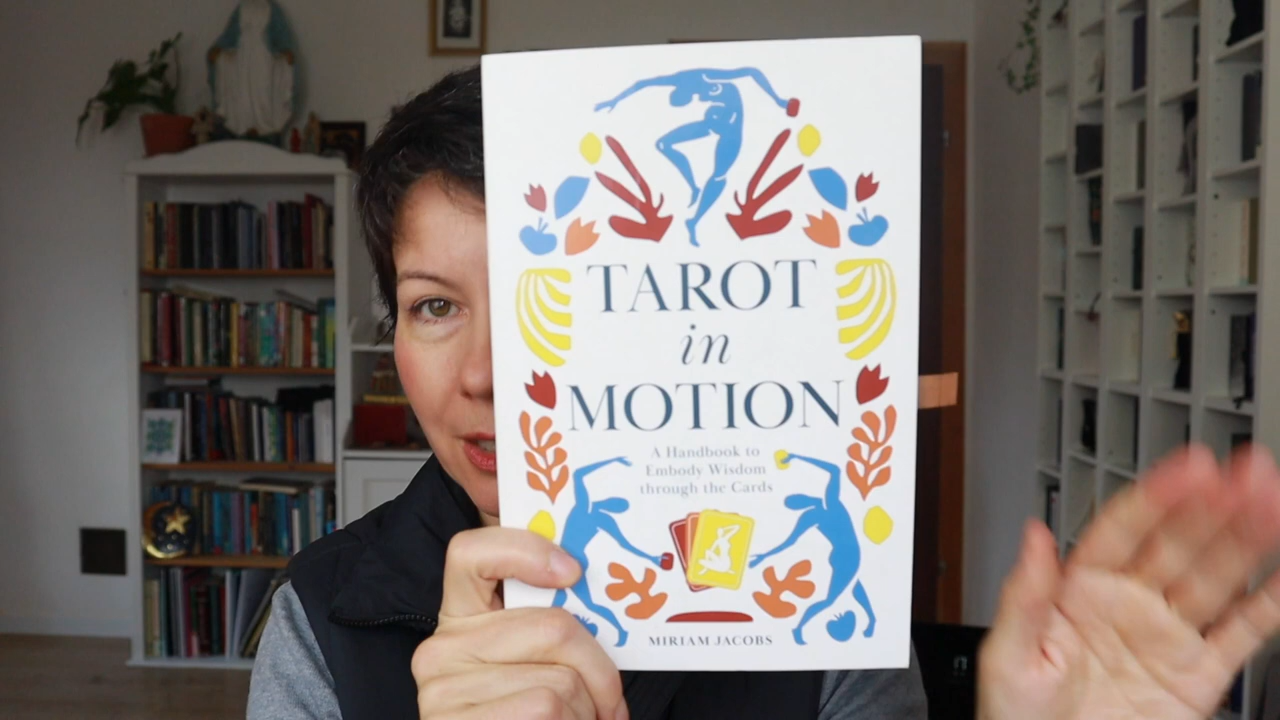 TAROT
in
MOTION
A Handbook to
Embody Wisdom
through the Cards
MIRIAM JACOBS